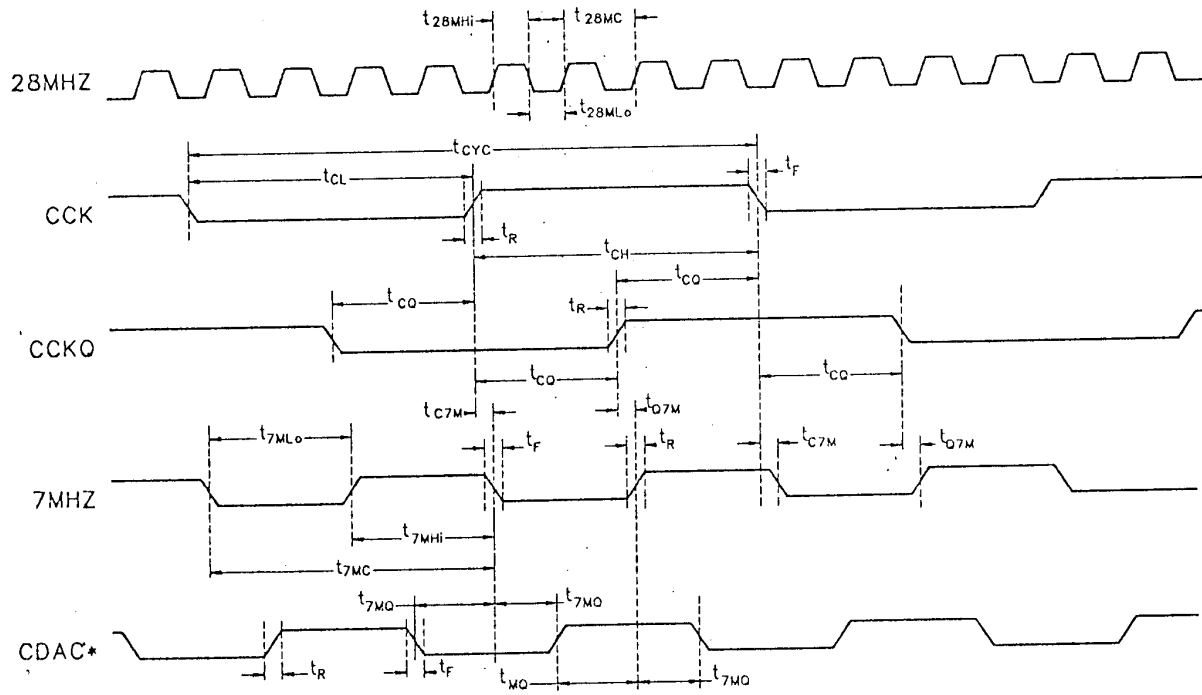 t28MHi t28MC
28MHZ
t28MLo
tCYC
tCL tF
CCK
tR
tCH
tCQ
tCQ tR
CCKQ
tCQ tCQ
tC7M tQ7M
t7MLo tF tR tC7M tQ7M
7MHZ
t7MHi
t7MC
t7MQ t7MQ
CDAC*
tR tF tMQ t7MQ